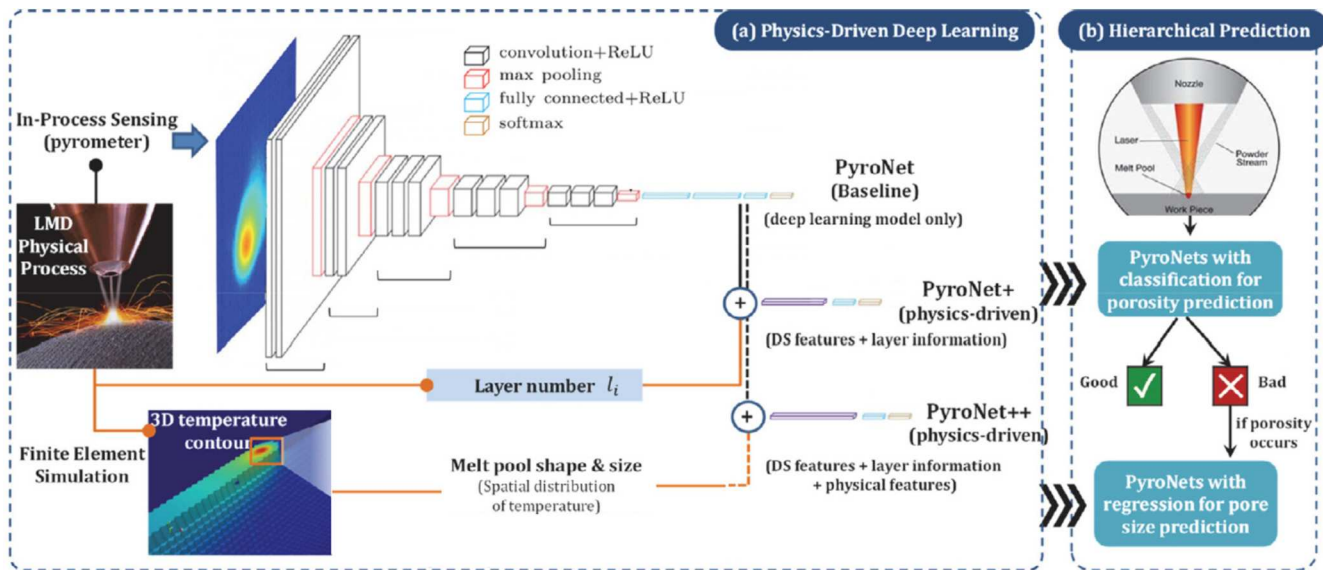 (a) Physics-Driven Deep Learning
convolution+ReLU
max pooling
fully connected+ReLU
softmax
In-Process Sensing
(pyrometer)
LMD
Physical
Process
PyroNet
(Baseline)
(deep learning model only)
+
PyroNet+
(physics-driven)
(DS features + layer information)
Layer number l_i
3D temperature
contour
Finite Element
Simulation
Melt pool shape & size
(Spatial distribution
of temperature)
+
PyroNet++
(physics-driven)
(DS features + layer information
+ physical features)
(b) Hierarchical Prediction
Nozzle
Laser
Powder
Stream
Melt Pool
Work Piece
PyroNets with
classification for
porosity prediction
Good
Bad
if porosity
occurs
PyroNets with
regression for pore
size prediction